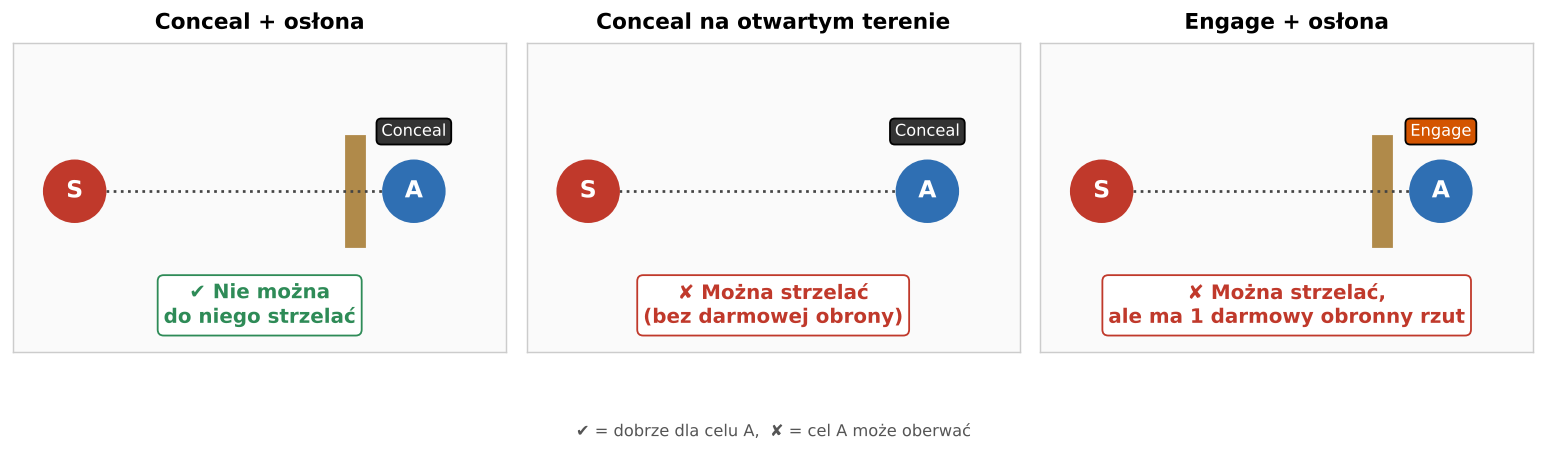 Conceal + osłona
Conceal
S
A
✔ Nie można
do niego strzelać
Conceal na otwartym terenie
Conceal
S
A
✘ Można strzelać
(bez darmowej obrony)
Engage + osłona
Engage
S
A
✘ Można strzelać,
ale ma 1 darmowy obronny rzut
✔ = dobrze dla celu A, ✘ = cel A może oberwać